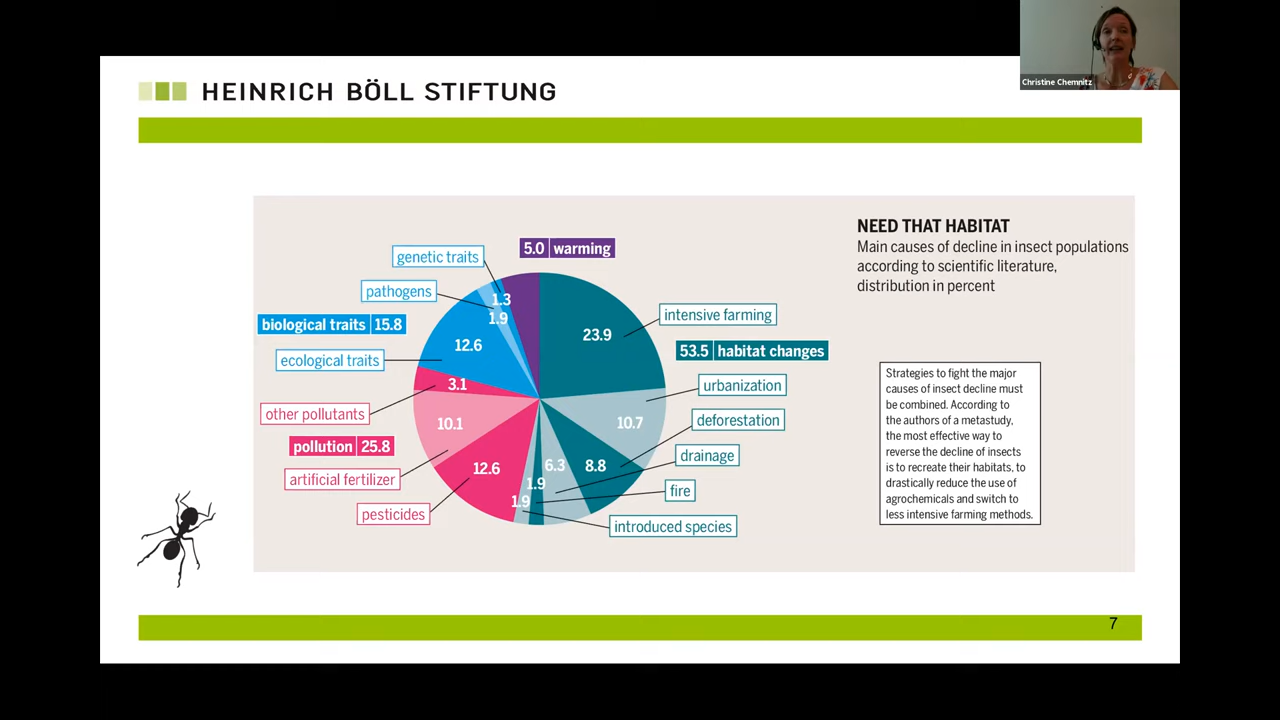 Christine Chemnitz
HEINRICH BÖLL STIFTUNG
NEED THAT HABITAT
Main causes of decline in insect populations
according to scientific literature,
distribution in percent
5.0 warming
genetic traits
1.3
pathogens
1.9
biological traits 15.8
12.6
ecological traits
3.1
other pollutants
10.1
pollution 25.8
artificial fertilizer
12.6
pesticides
intensive farming
23.9
53.5 habitat changes
urbanization
10.7
deforestation
8.8
drainage
6.3
fire
1.9
introduced species
1.9
Strategies to fight the major
causes of insect decline must
be combined. According to
the authors of a metastudy,
the most effective way to
reverse the decline of insects
is to recreate their habitats, to
drastically reduce the use of
agrochemicals and switch to
less intensive farming methods.
7